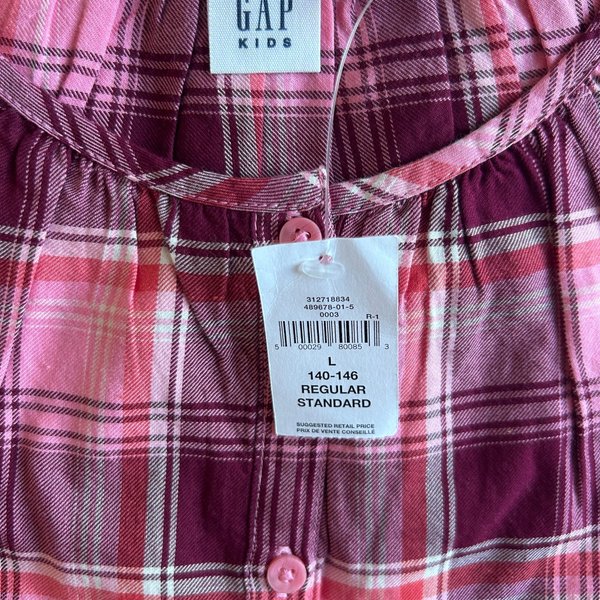 GAP
KIDS
312718834
489678-01-5
0003
R-1
5 00029 80085 3
L
140-146
REGULAR
STANDARD
SUGGESTED RETAIL PRICE
PRIX DE VENTE CONSEILLÉ